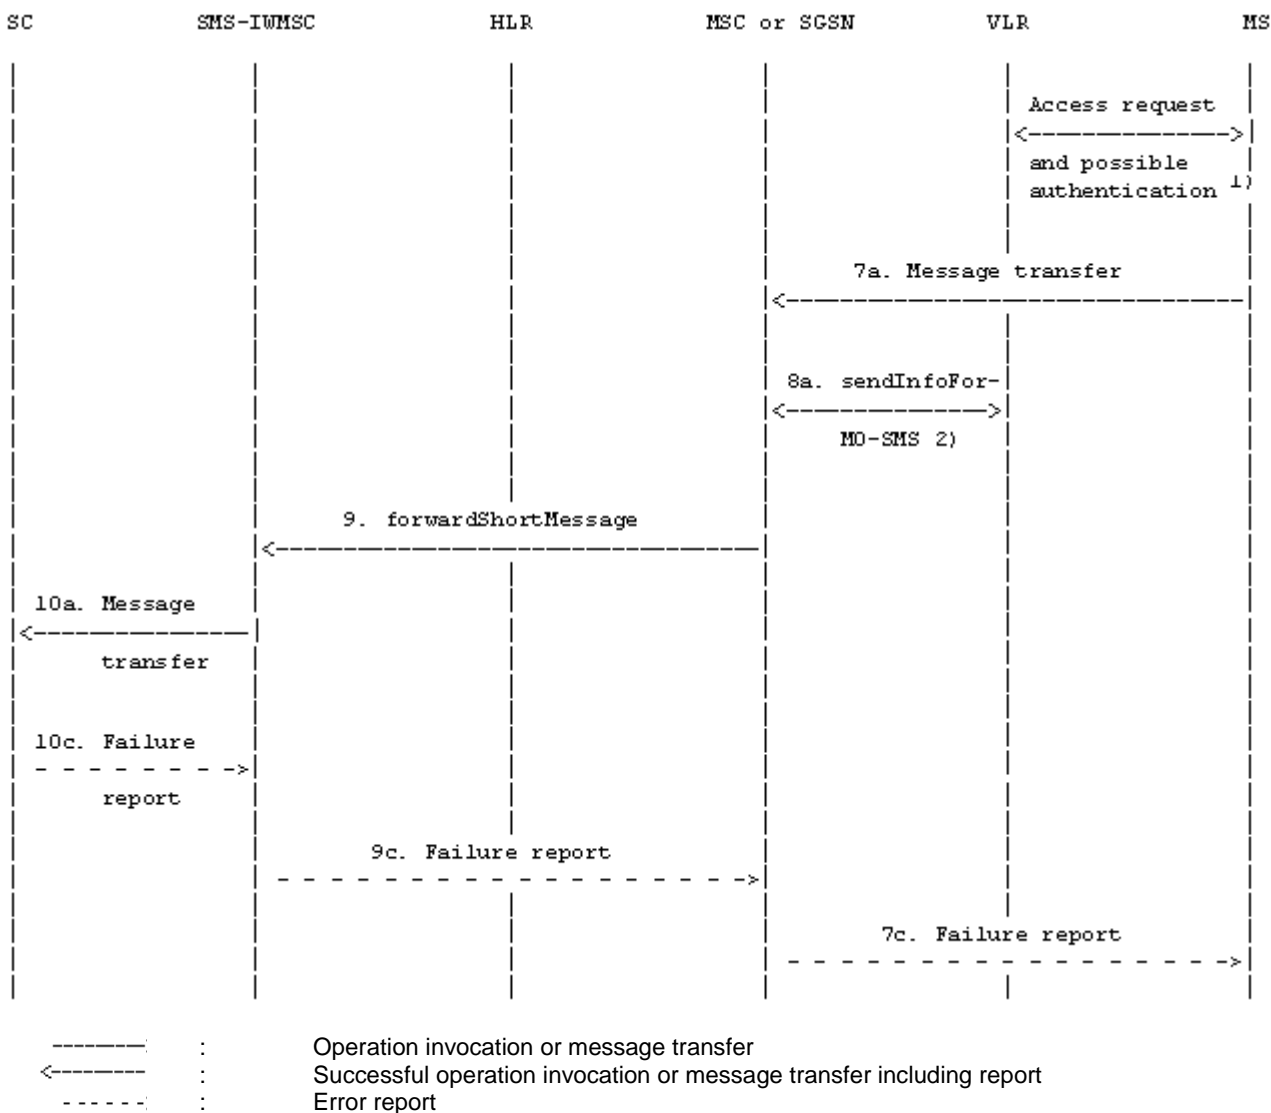 SC SMS-IWMSC HLR MSC or SGSN VLR MS
Access request
and possible
authentication 1)
7a. Message transfer
8a. sendInfoFor-
MO-SMS 2)
9. forwardShortMessage
10a. Message
transfer
10c. Failure
report
9c. Failure report
7c. Failure report
: Operation invocation or message transfer
: Successful operation invocation or message transfer including report
: Error report